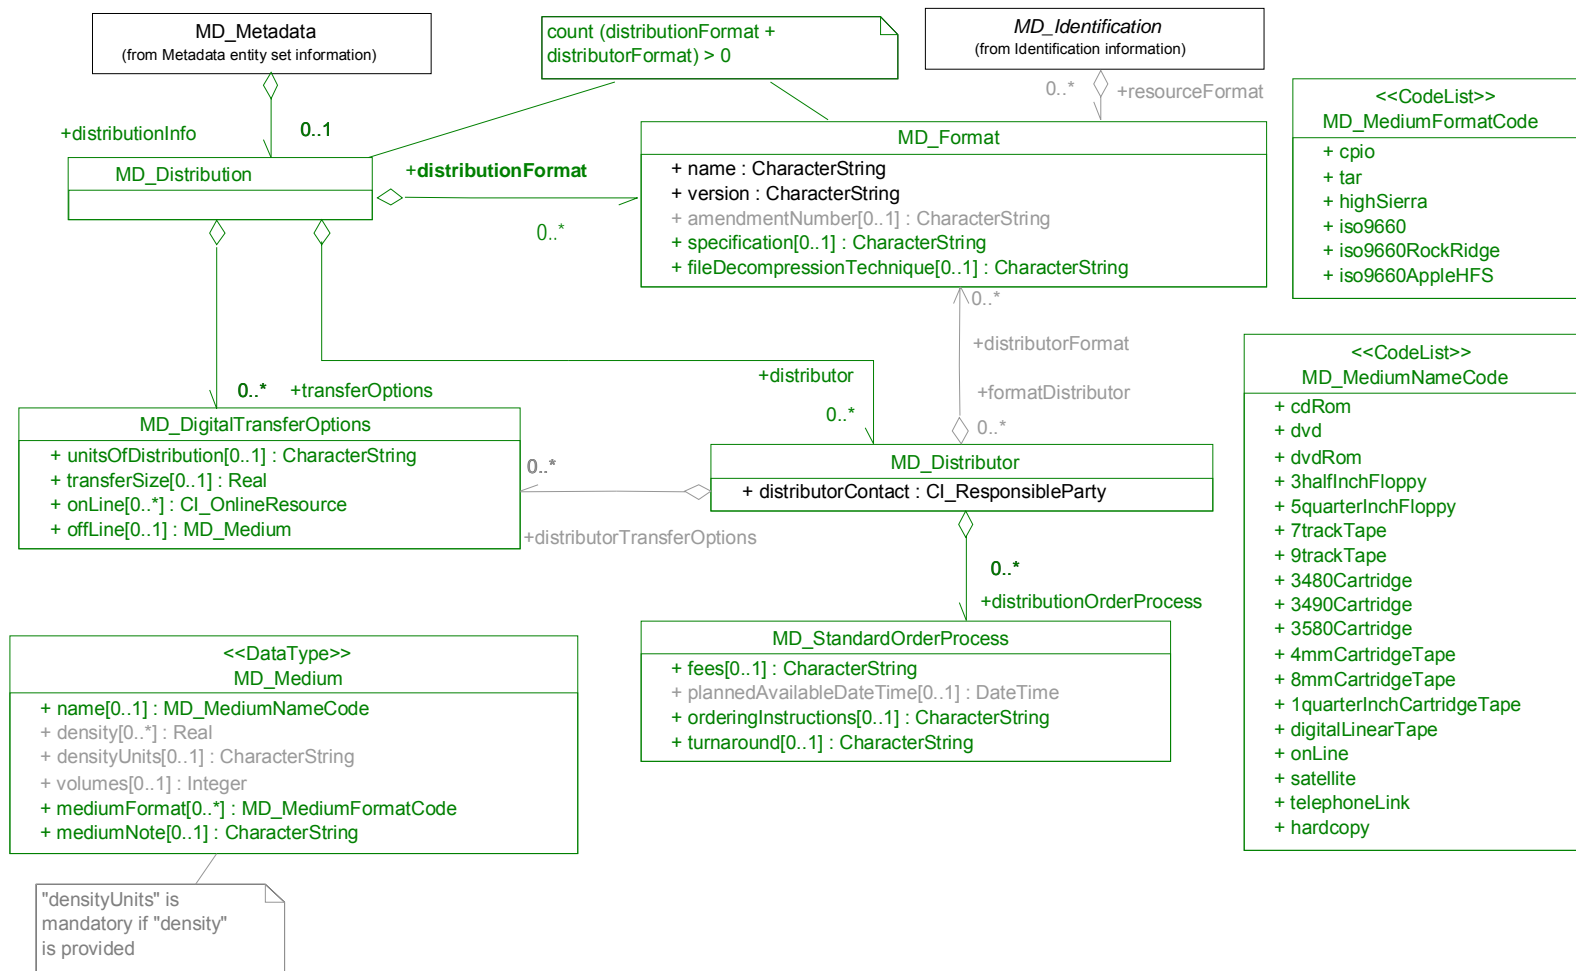 MD_Metadata
(from Metadata entity set information)
count (distributionFormat +
distributorFormat) > 0
MD_Identification
(from Identification information)
0..*
+resourceFormat
+distributionInfo
0..1
MD_Distribution
+distributionFormat
0..*
MD_Format
+ name : CharacterString
+ version : CharacterString
+ amendmentNumber[0..1] : CharacterString
+ specification[0..1] : CharacterString
+ fileDecompressionTechnique[0..1] : CharacterString
<<CodeList>>
MD_MediumFormatCode
+ cpio
+ tar
+ highSierra
+ iso9660
+ iso9660RockRidge
+ iso9660AppleHFS
0..*
+distributorFormat
+formatDistributor
0..*
0..*
+transferOptions
+distributor
0..*
MD_DigitalTransferOptions
+ unitsOfDistribution[0..1] : CharacterString
+ transferSize[0..1] : Real
+ onLine[0..*] : CI_OnlineResource
+ offLine[0..1] : MD_Medium
0..*
+distributorTransferOptions
MD_Distributor
+ distributorContact : CI_ResponsibleParty
0..*
+distributionOrderProcess
<<CodeList>>
MD_MediumNameCode
+ cdRom
+ dvd
+ dvdRom
+ 3halfInchFloppy
+ 5quarterInchFloppy
+ 7trackTape
+ 9trackTape
+ 3480Cartridge
+ 3490Cartridge
+ 3580Cartridge
+ 4mmCartridgeTape
+ 8mmCartridgeTape
+ 1quarterInchCartridgeTape
+ digitalLinearTape
+ onLine
+ satellite
+ telephoneLink
+ hardcopy
MD_StandardOrderProcess
+ fees[0..1] : CharacterString
+ plannedAvailableDateTime[0..1] : DateTime
+ orderingInstructions[0..1] : CharacterString
+ turnaround[0..1] : CharacterString
<<DataType>>
MD_Medium
+ name[0..1] : MD_MediumNameCode
+ density[0..*] : Real
+ densityUnits[0..1] : CharacterString
+ volumes[0..1] : Integer
+ mediumFormat[0..*] : MD_MediumFormatCode
+ mediumNote[0..1] : CharacterString
"densityUnits" is
mandatory if "density"
is provided